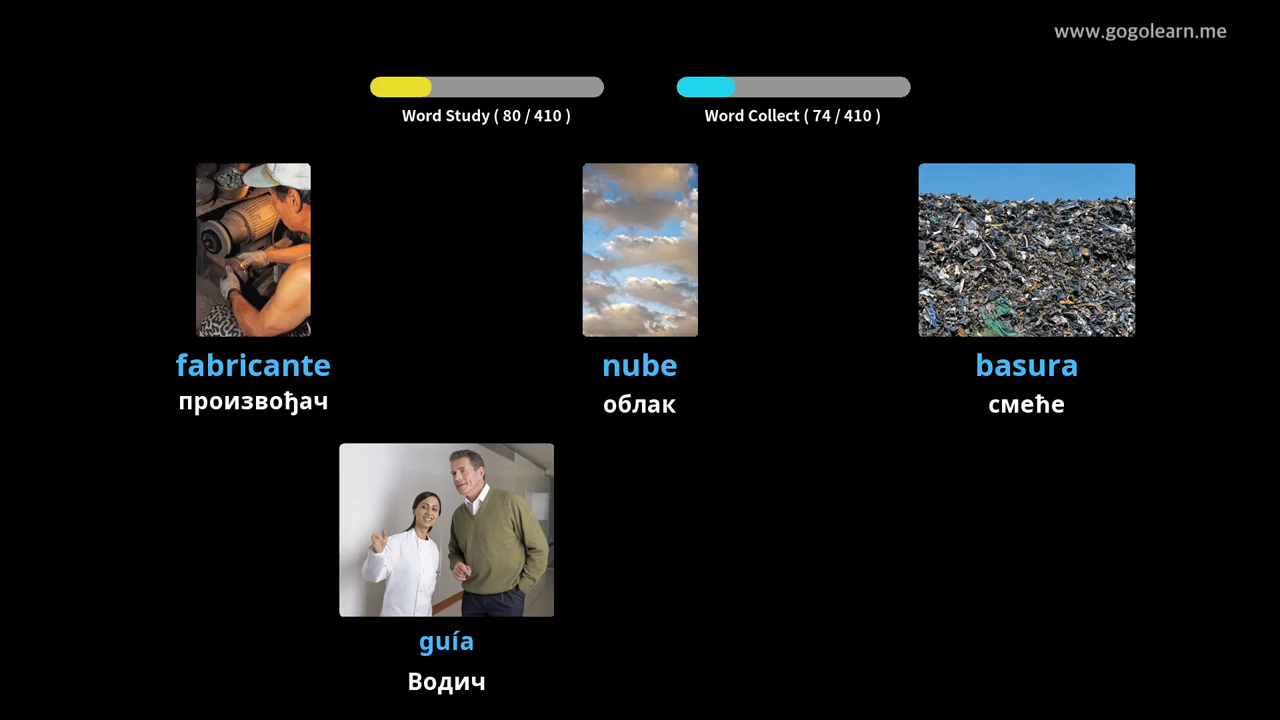 www.gogolearn.me
Word Study ( 80 / 410 )
Word Collect ( 74 / 410 )
fabricante
произвођач
nube
облак
basura
смеће
guía
Водич